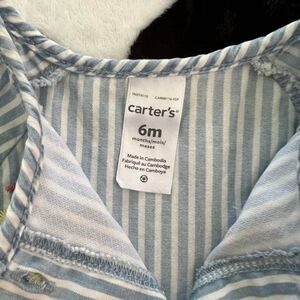 carter's®
6m
months/mois/
meses
Made in Cambodia
Fabriqué au Cambodge
Hecho en Camboya